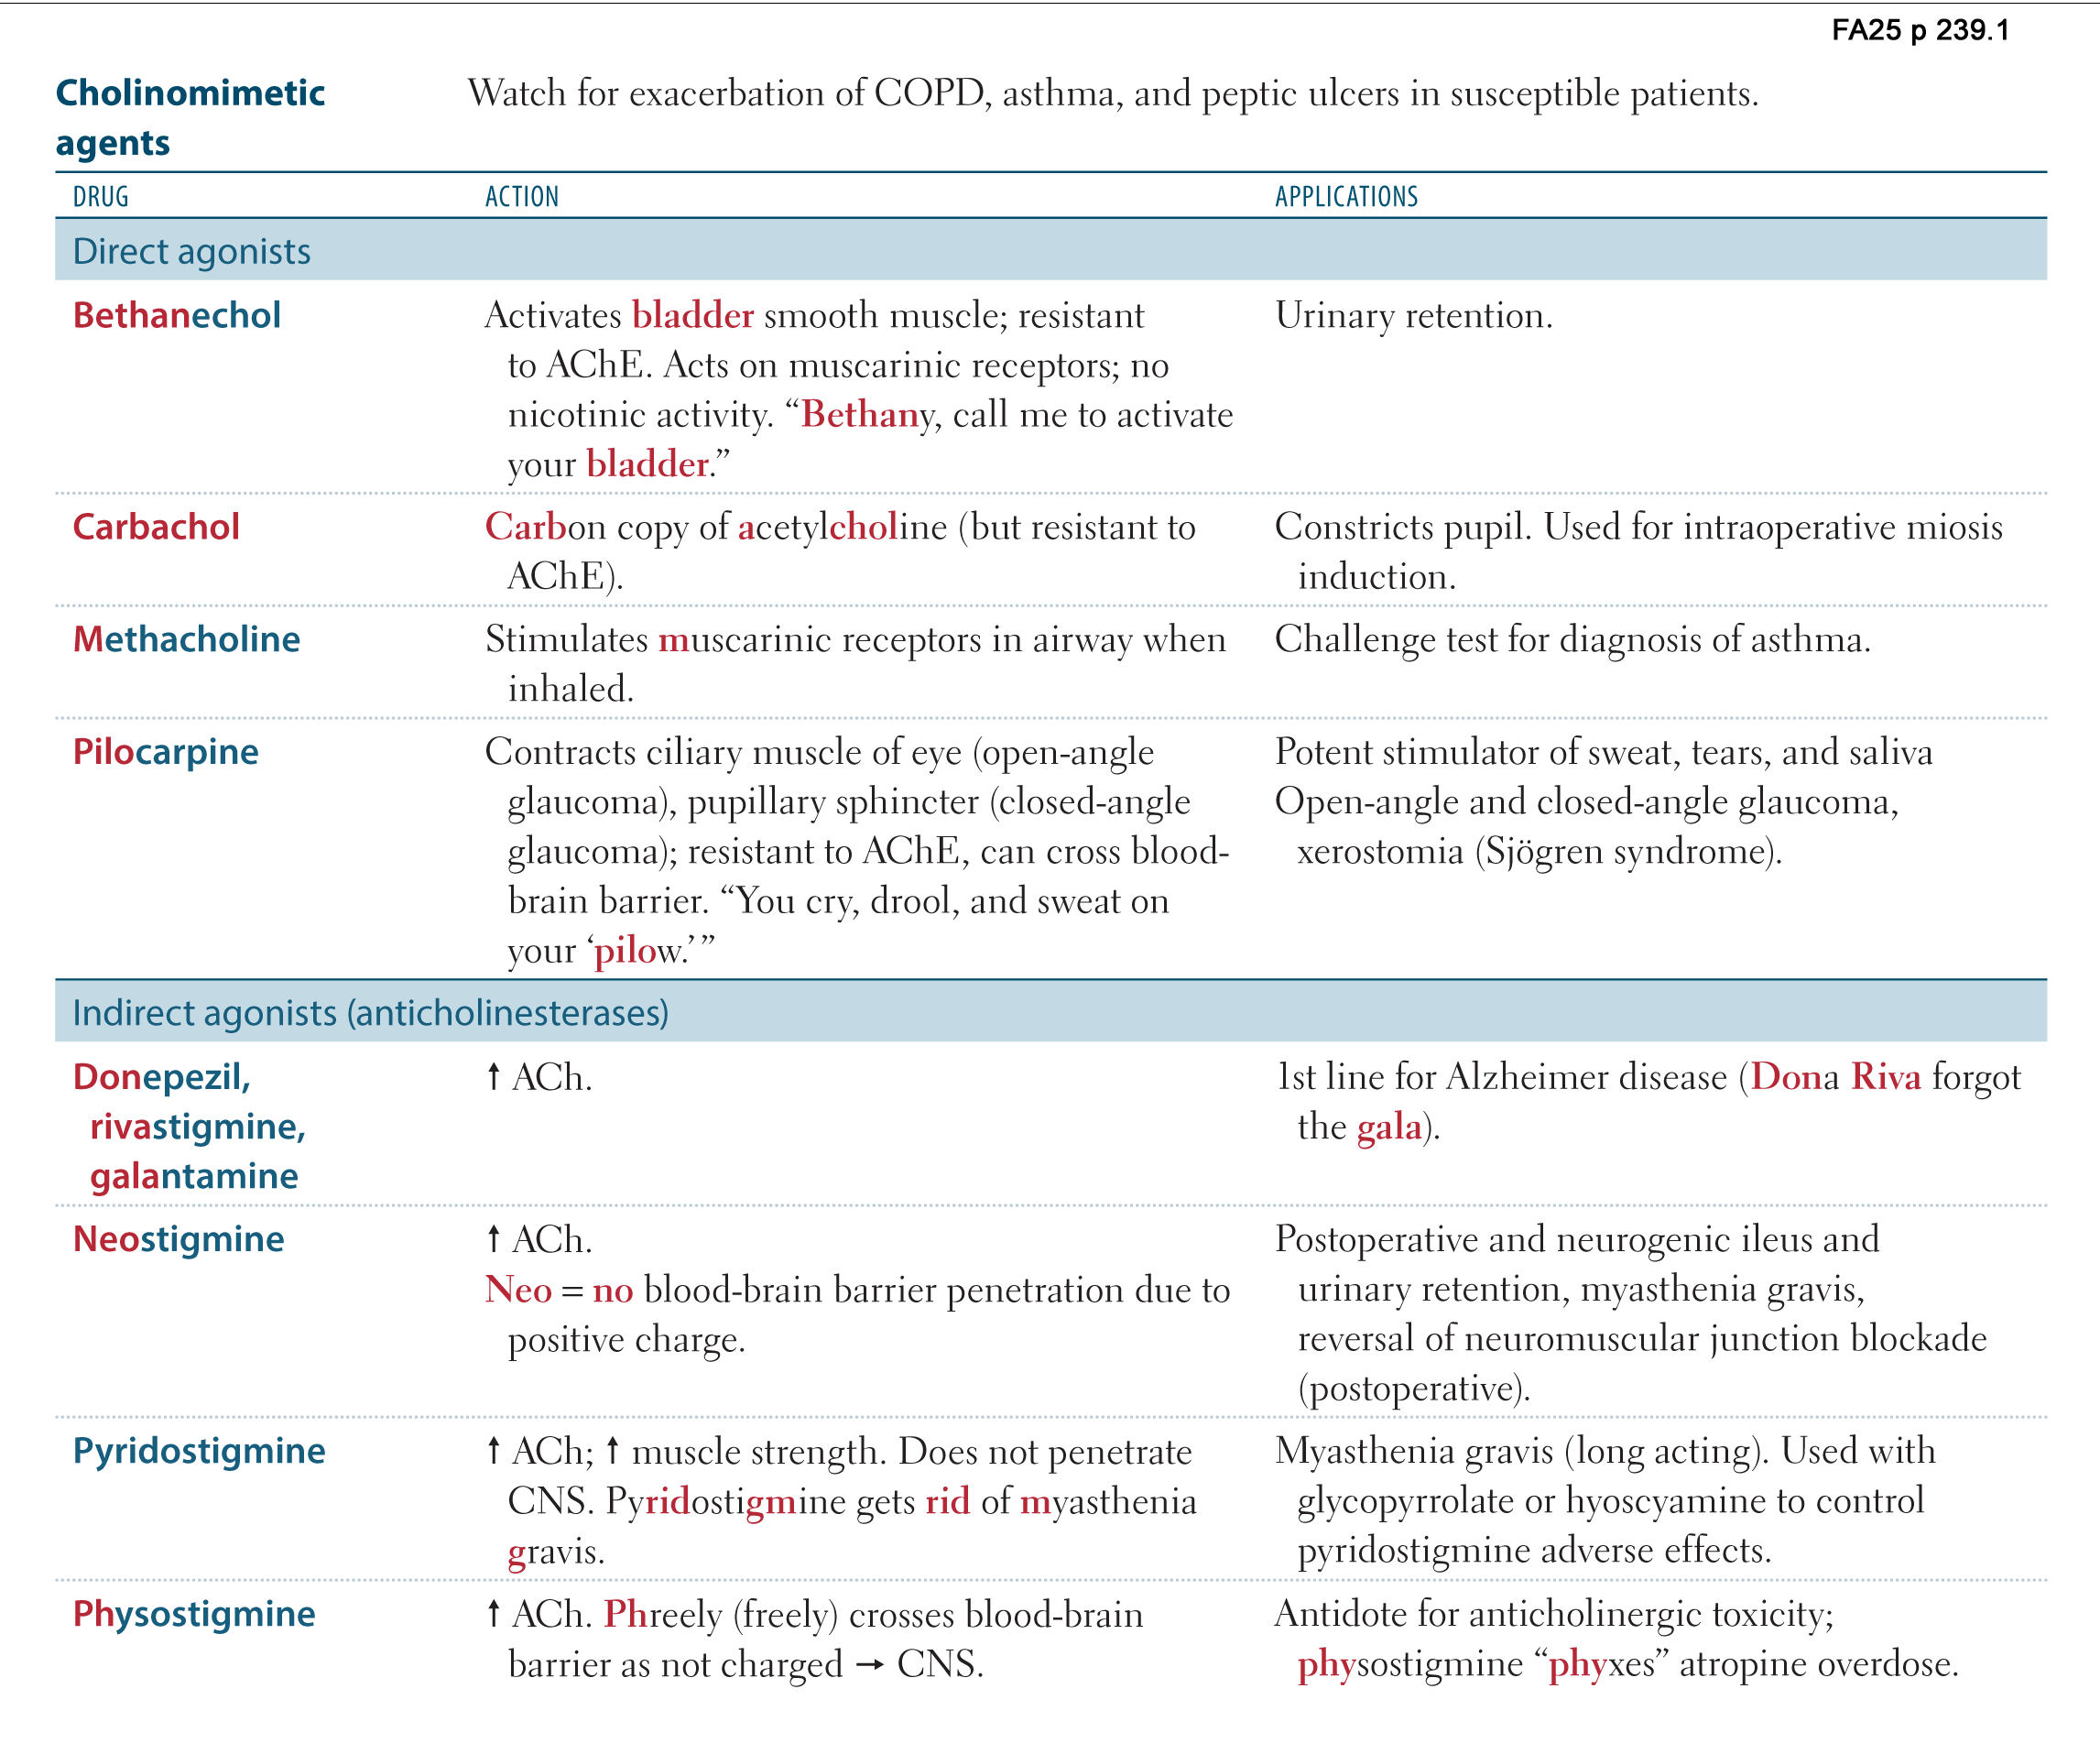 FA25 p 239.1
Cholinomimetic
agents
Watch for exacerbation of COPD, asthma, and peptic ulcers in susceptible patients.
DRUG
ACTION
APPLICATIONS
Direct agonists
Bethanechol
Activates bladder smooth muscle; resistant
to AChE. Acts on muscarinic receptors; no
nicotinic activity. “Bethany, call me to activate
your bladder.”
Urinary retention.
Carbachol
Carbon copy of acetylcholine (but resistant to
AChE).
Constricts pupil. Used for intraoperative miosis
induction.
Methacholine
Stimulates muscarinic receptors in airway when
inhaled.
Challenge test for diagnosis of asthma.
Pilocarpine
Contracts ciliary muscle of eye (open-angle
glaucoma), pupillary sphincter (closed-angle
glaucoma); resistant to AChE, can cross blood-
brain barrier. “You cry, drool, and sweat on
your ‘pilow.’”
Potent stimulator of sweat, tears, and saliva
Open-angle and closed-angle glaucoma,
xerostomia (Sjögren syndrome).
Indirect agonists (anticholinesterases)
Donepezil,
rivastigmine,
galantamine
↑ ACh.
1st line for Alzheimer disease (Dona Riva forgot
the gala).
Neostigmine
↑ ACh.
Neo = no blood-brain barrier penetration due to
positive charge.
Postoperative and neurogenic ileus and
urinary retention, myasthenia gravis,
reversal of neuromuscular junction blockade
(postoperative).
Pyridostigmine
↑ ACh; ↑ muscle strength. Does not penetrate
CNS. Pyridostigmine gets rid of myasthenia
gravis.
Myasthenia gravis (long acting). Used with
glycopyrrolate or hyoscyamine to control
pyridostigmine adverse effects.
Physostigmine
↑ ACh. Phreely (freely) crosses blood-brain
barrier as not charged → CNS.
Antidote for anticholinergic toxicity;
physostigmine “phyxes” atropine overdose.